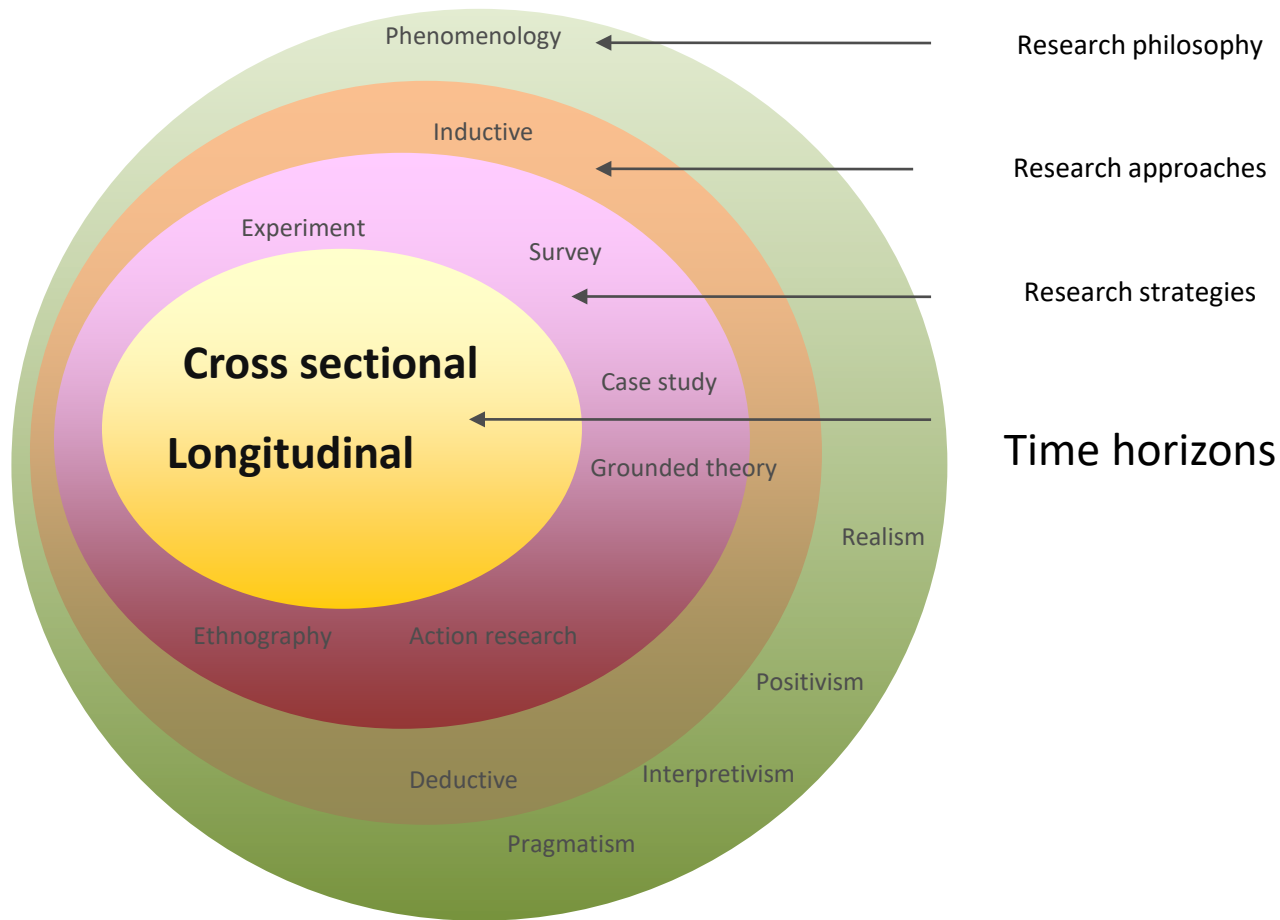 Phenomenology
Research philosophy
Inductive
Research approaches
Experiment
Survey
Research strategies
Cross sectional
Case study
Longitudinal
Time horizons
Grounded theory
Realism
Ethnography
Action research
Positivism
Interpretivism
Deductive
Pragmatism